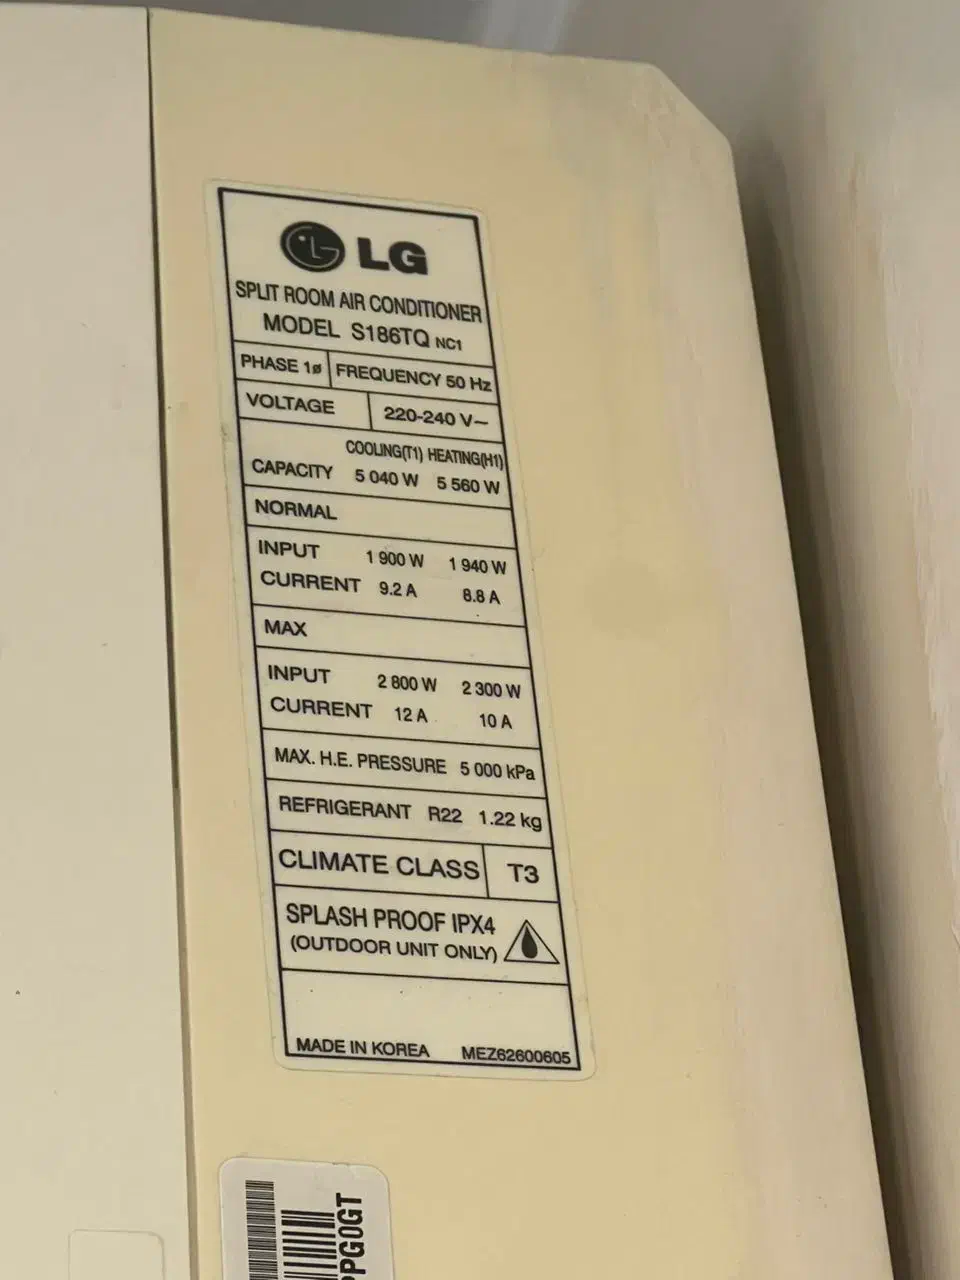 LG
SPLIT ROOM AIR CONDITIONER
MODEL S186TQ NC1
PHASE 1ø FREQUENCY 50 Hz
VOLTAGE 220-240 V~
COOLING(T1) HEATING(H1)
CAPACITY 5 040 W 5 560 W
NORMAL
INPUT 1 900 W 1 940 W
CURRENT 9.2 A 8.8 A
MAX
INPUT 2 800 W 2 300 W
CURRENT 12 A 10 A
MAX. H.E. PRESSURE 5 000 kPa
REFRIGERANT R22 1.22 kg
CLIMATE CLASS T3
SPLASH PROOF IPX4
(OUTDOOR UNIT ONLY)
MADE IN KOREA MEZ62600605